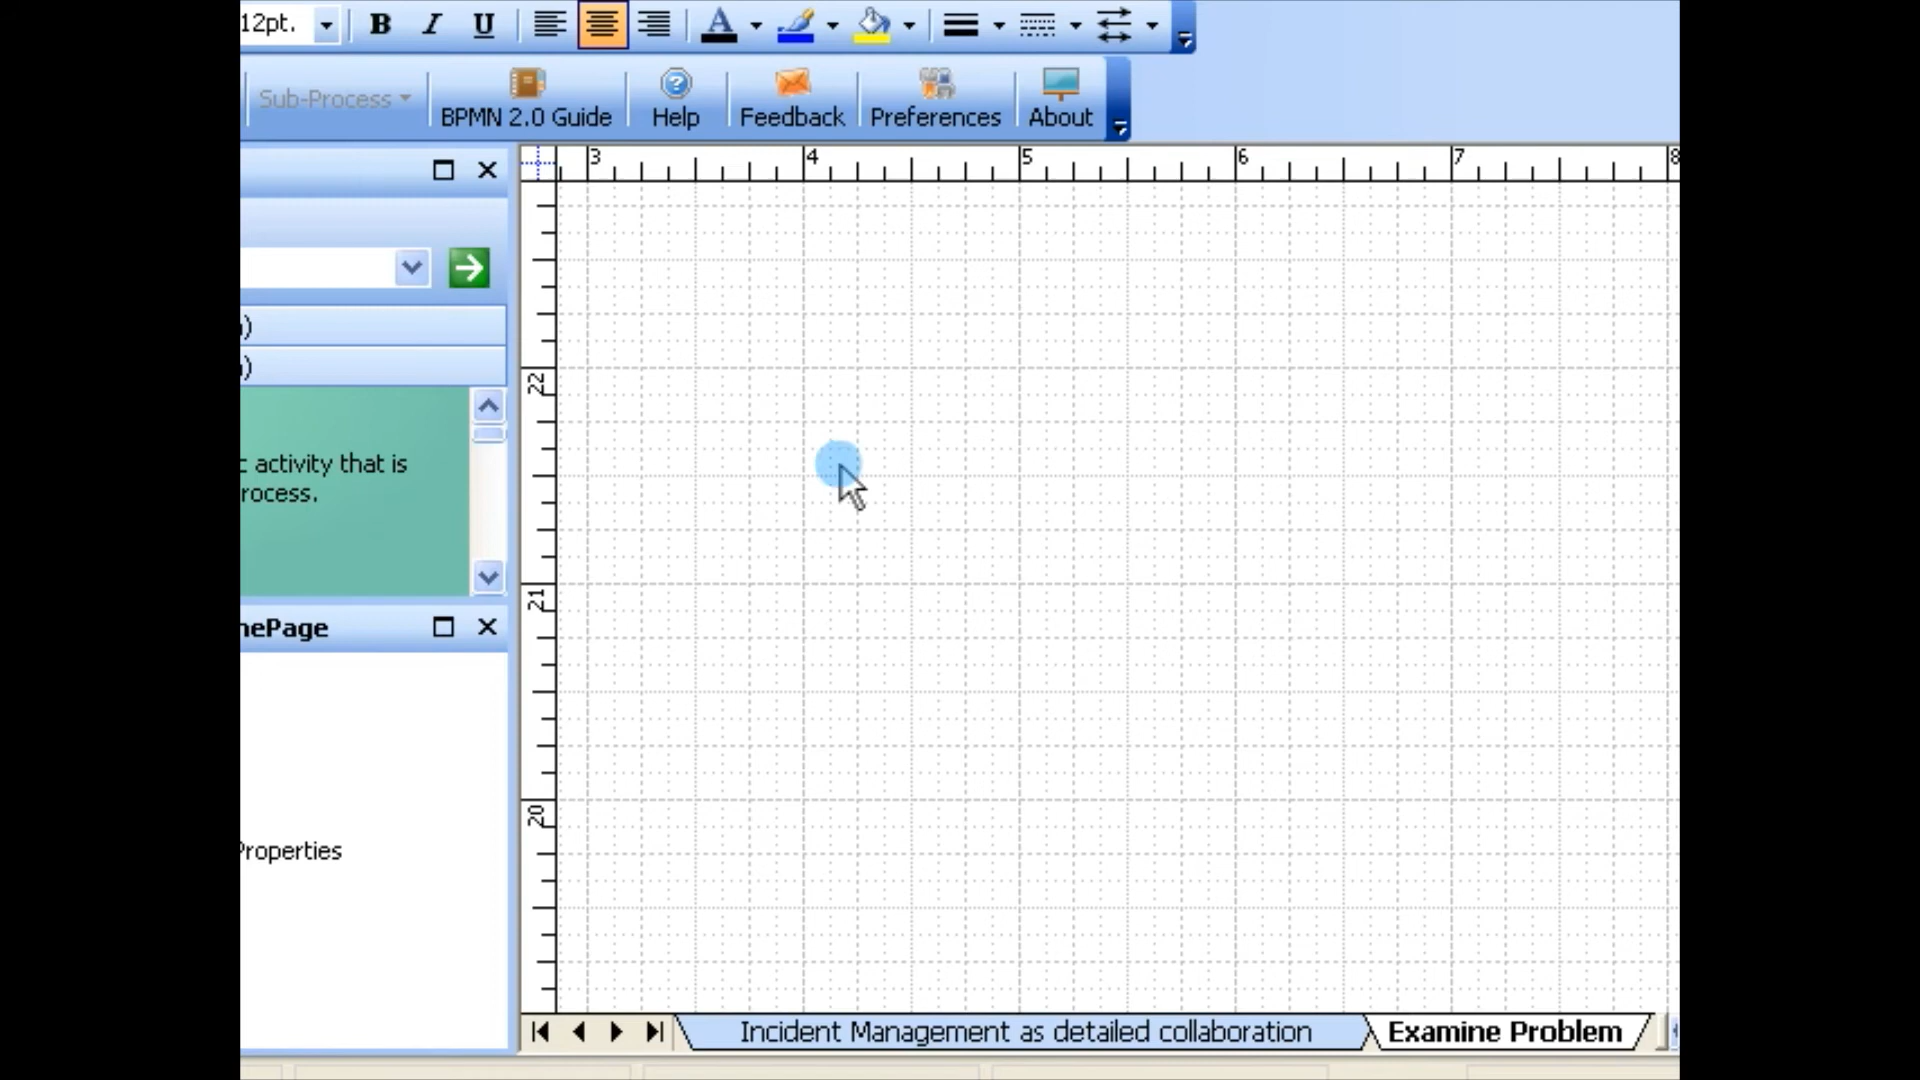 12pt. B I U A
Sub-Process BPMN 2.0 Guide Help Feedback Preferences About
3 4 5 6 7 8
)
)
22
activity that is
rocess.
21
ePage
20
Properties
Incident Management as detailed collaboration Examine Problem